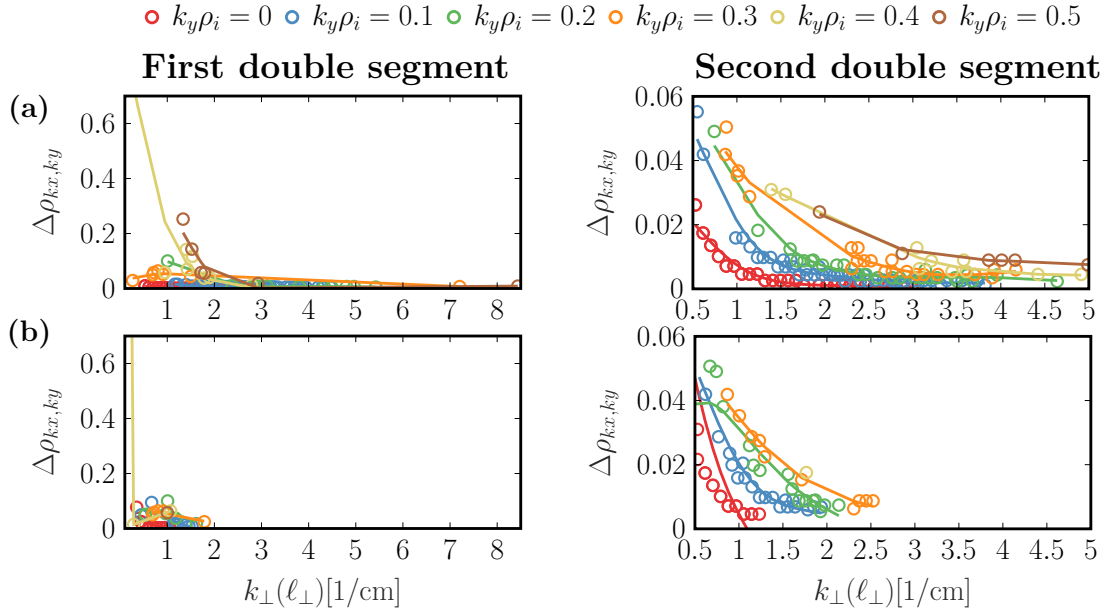 k_yρ_i = 0 k_yρ_i = 0.1 k_yρ_i = 0.2 k_yρ_i = 0.3 k_yρ_i = 0.4 k_yρ_i = 0.5
First double segment Second double segment
(a)
Δρ_{kx,ky}
0.6
0.4
0.2
0
1 2 3 4 5 6 7 8
Δρ_{kx,ky}
0.06
0.04
0.02
0
0.5 1 1.5 2 2.5 3 3.5 4 4.5 5
(b)
Δρ_{kx,ky}
0.6
0.4
0.2
0
1 2 3 4 5 6 7 8
k_⊥(ℓ_⊥)[1/cm]
Δρ_{kx,ky}
0.06
0.04
0.02
0
0.5 1 1.5 2 2.5 3 3.5 4 4.5 5
k_⊥(ℓ_⊥)[1/cm]